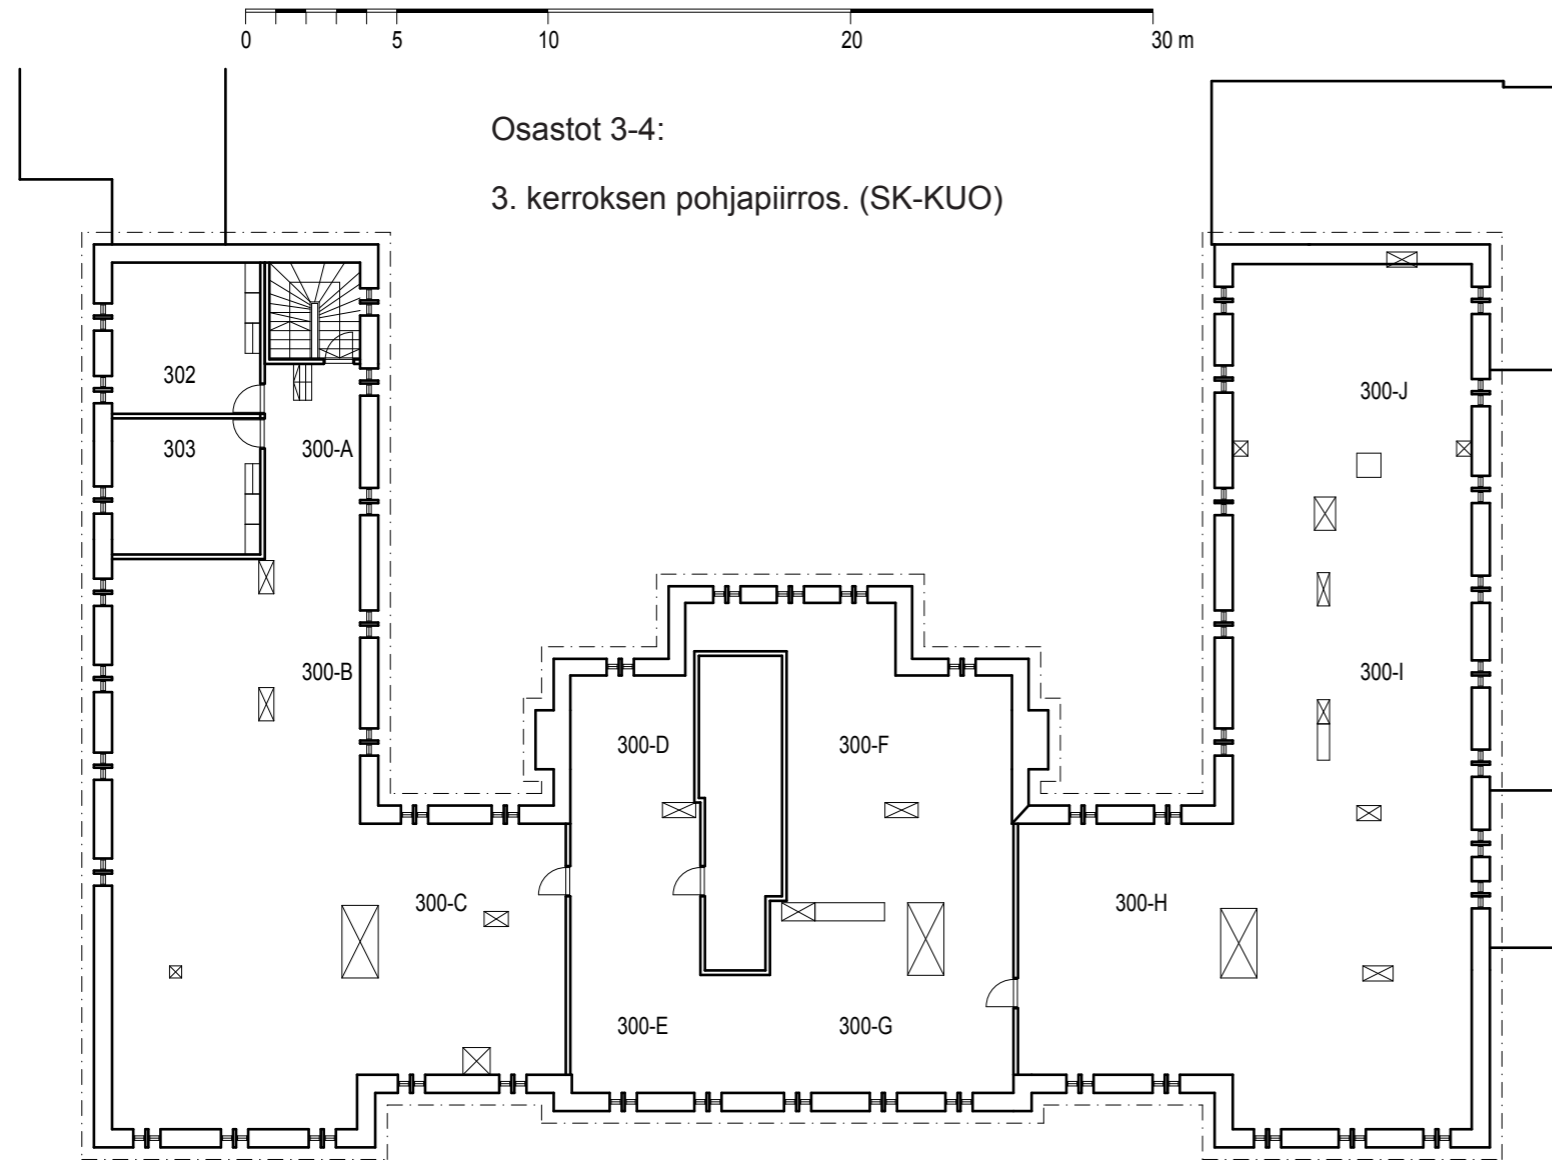 0 5 10 20 30 m
Osastot 3-4:
3. kerroksen pohjapiirros. (SK-KUO)
302
300-J
303 300-A
300-B 300-I
300-D 300-F
300-C 300-H
300-E 300-G